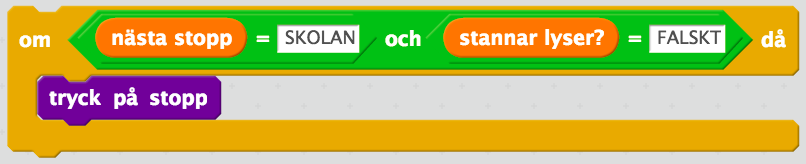 om nästa stopp = SKOLAN och stannar lyser? = FALSKT då
tryck på stopp